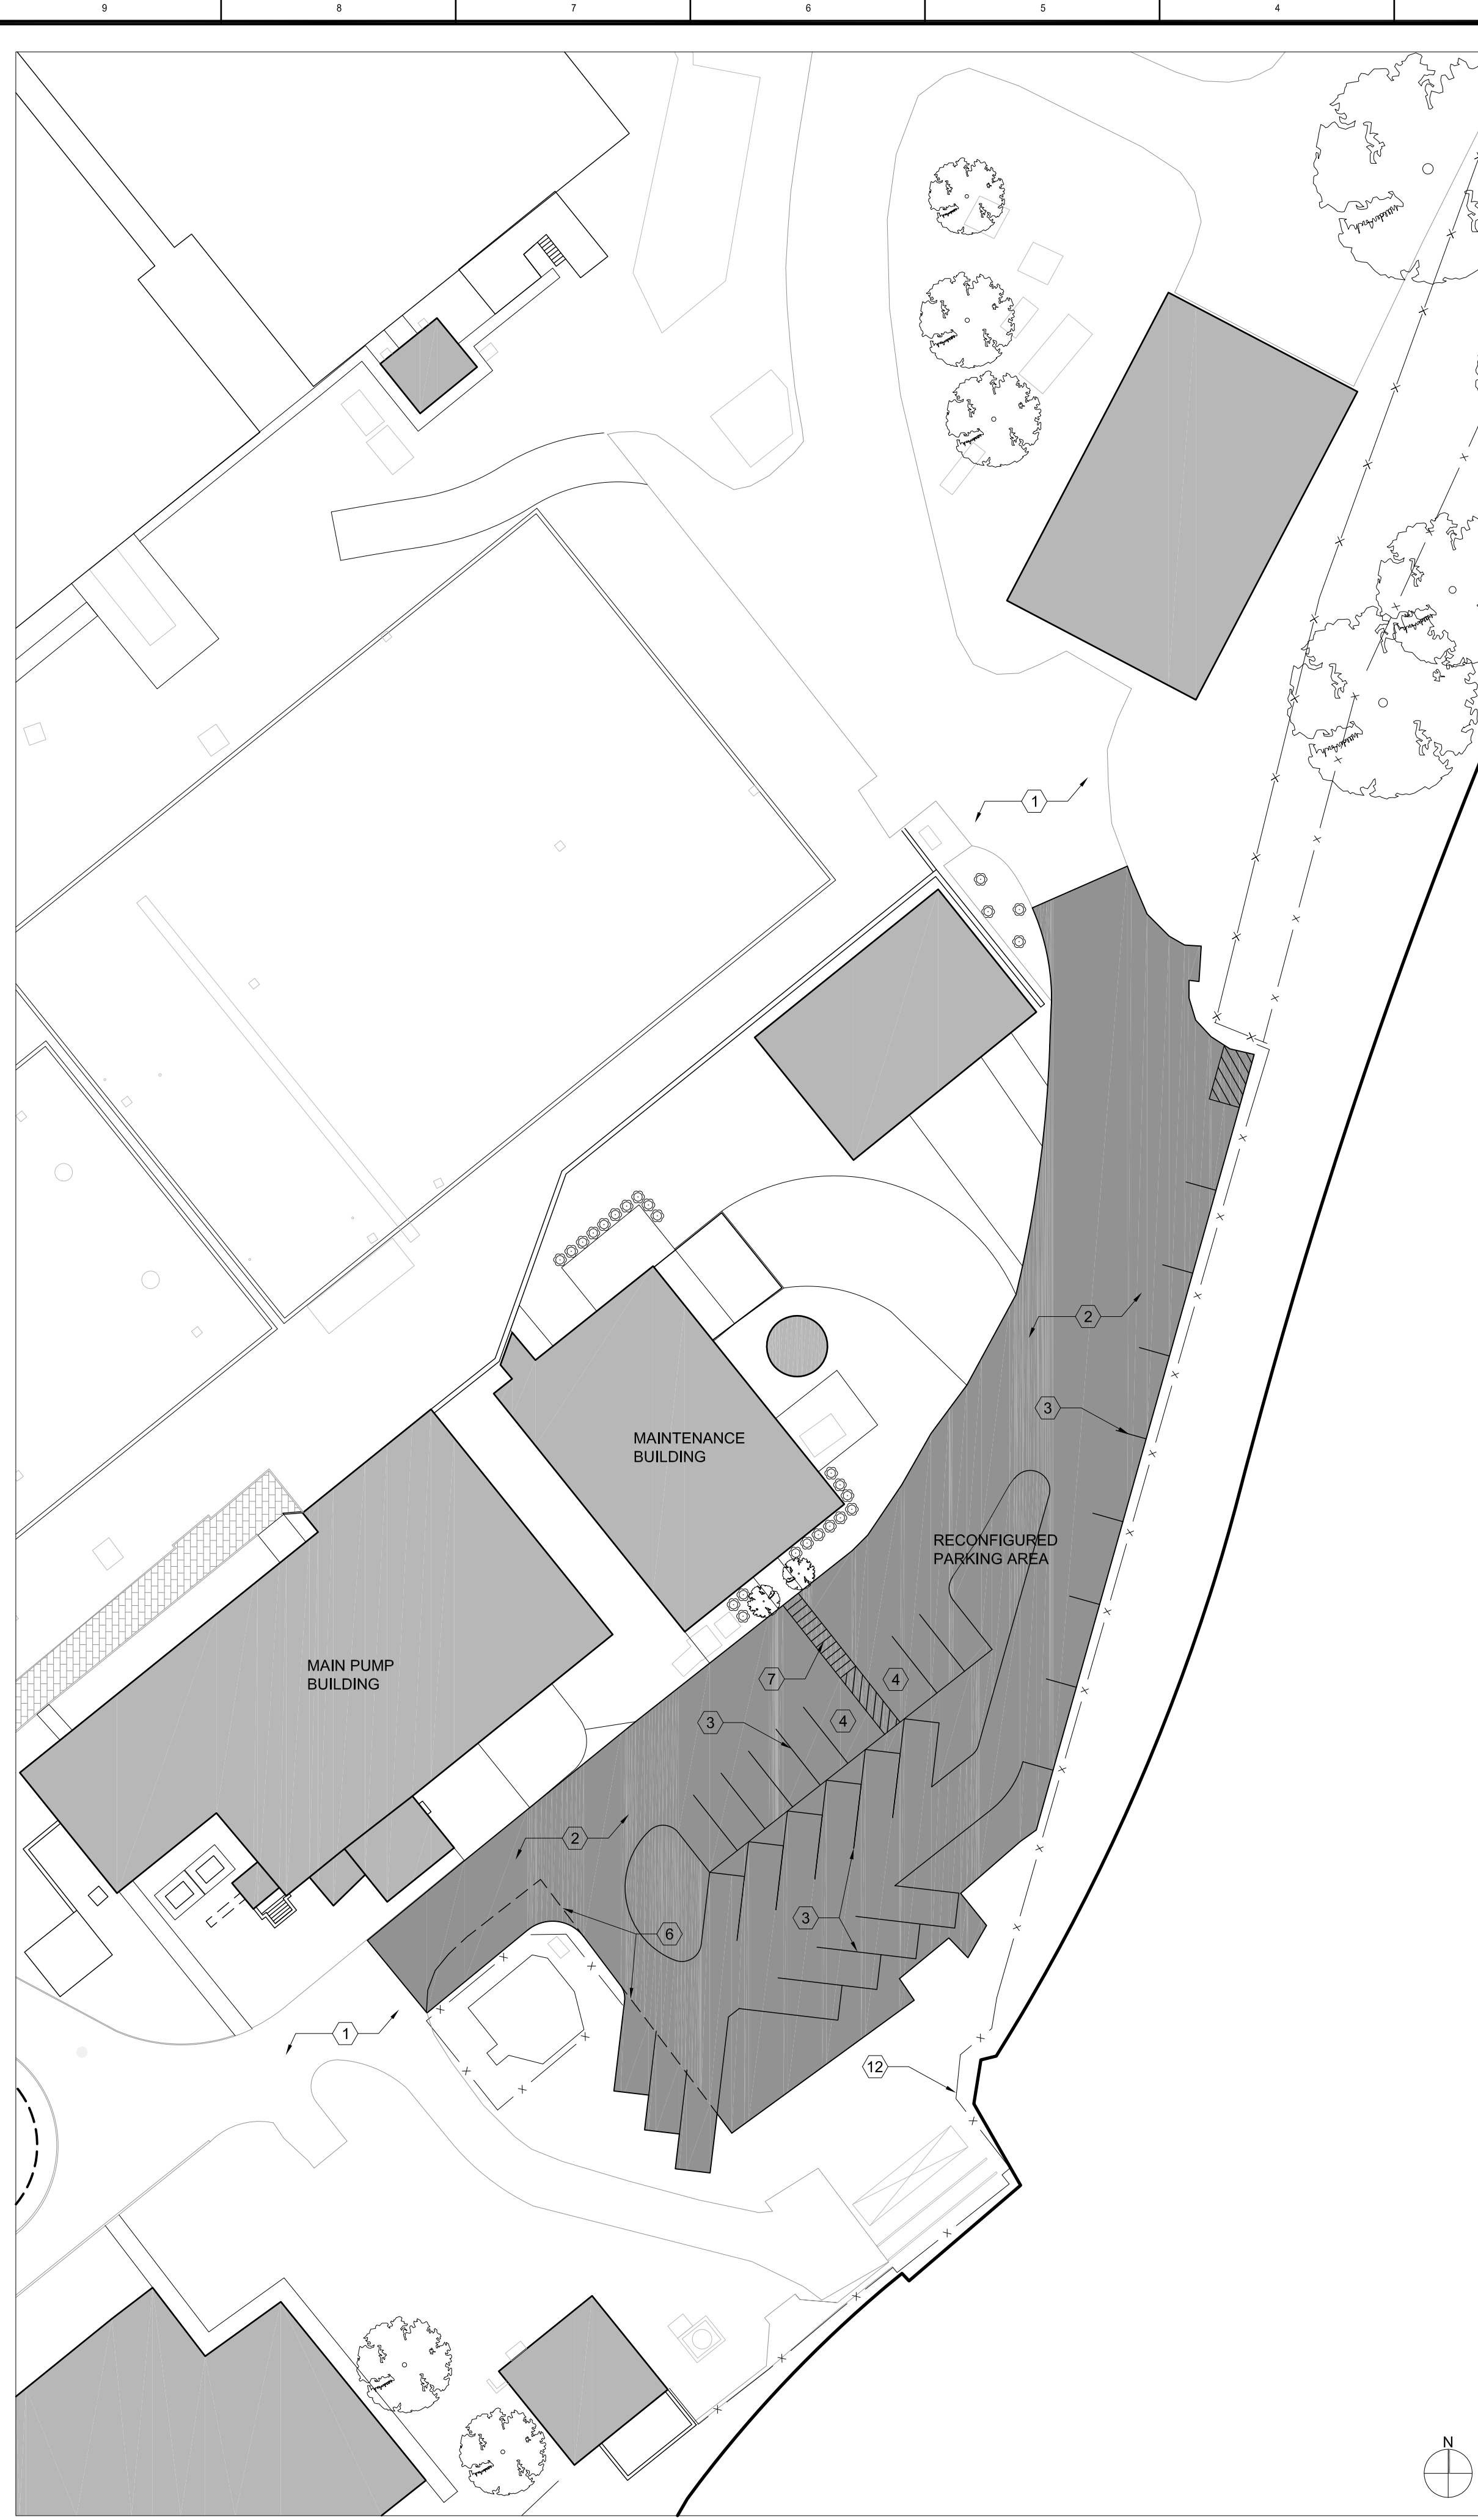 9 8 7 6 5 4
1
2
3
MAINTENANCE
BUILDING
RECONFIGURED
PARKING AREA
MAIN PUMP
BUILDING
7
4
3
4
2
3
6
1
12
N